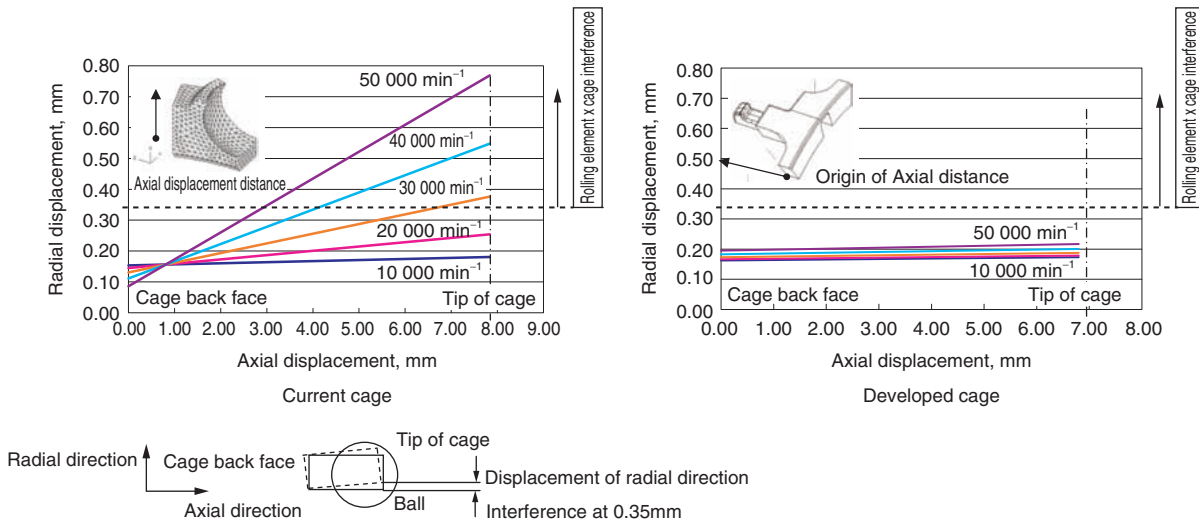 Radial displacement, mm
0.80
0.70
0.60
0.50
0.40
0.30
0.20
0.10
0.00
50 000 min⁻¹
40 000 min⁻¹
Axial displacement distance
30 000 min⁻¹
20 000 min⁻¹
10 000 min⁻¹
Cage back face
Tip of cage
0.00 1.00 2.00 3.00 4.00 5.00 6.00 7.00 8.00 9.00
Axial displacement, mm
Current cage
Rolling element x cage interference
Radial displacement, mm
0.80
0.70
0.60
0.50
0.40
0.30
0.20
0.10
0.00
Origin of Axial distance
50 000 min⁻¹
10 000 min⁻¹
Cage back face
Tip of cage
0.00 1.00 2.00 3.00 4.00 5.00 6.00 7.00 8.00
Axial displacement, mm
Developed cage
Rolling element x cage interference
Radial direction
Axial direction
Cage back face
Tip of cage
Ball
Displacement of radial direction
Interference at 0.35mm